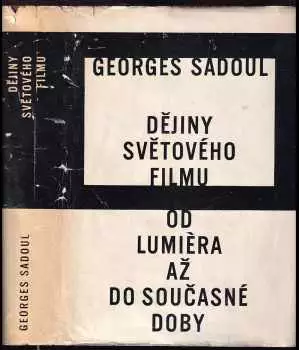 DĚJINY
SVĚTOVÉHO
FILMU
GEORGES SADOUL
GEORGES SADOUL
DĚJINY
SVĚTOVÉHO
FILMU
OD
LUMIÈRA
AŽ
DO SOUČASNÉ
DOBY